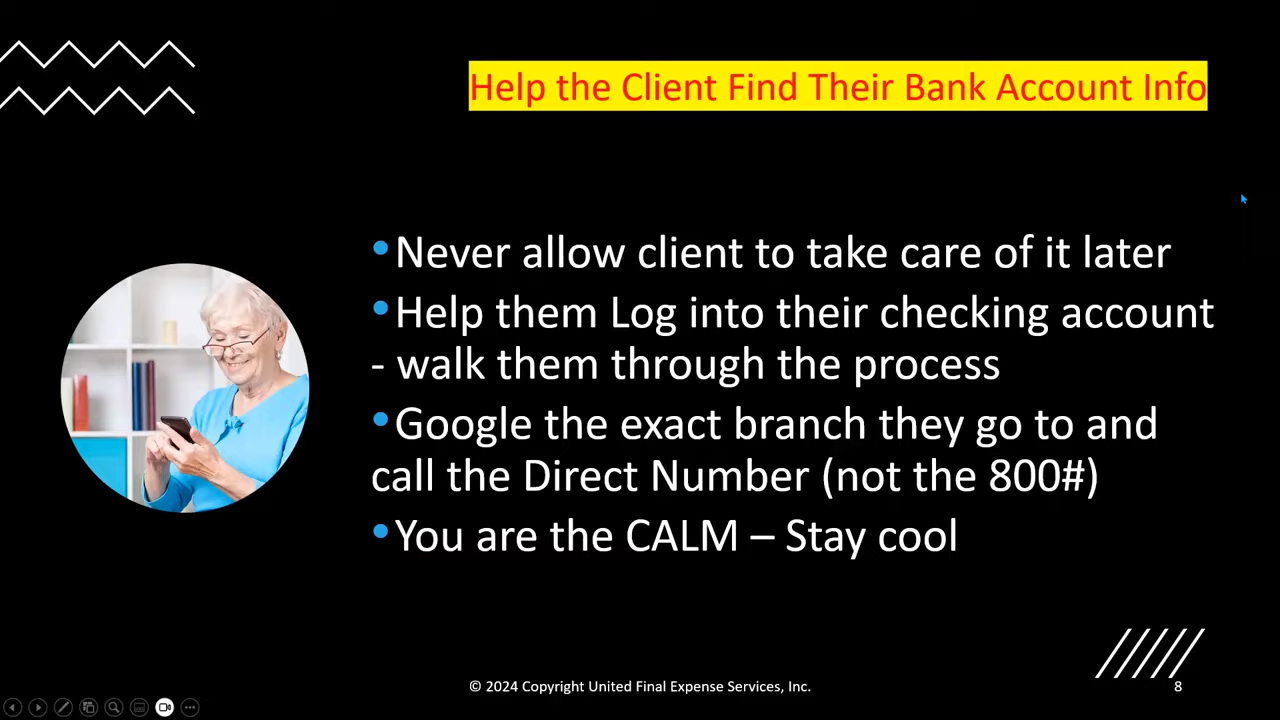 Help the Client Find Their Bank Account Info
•Never allow client to take care of it later
•Help them Log into their checking account
- walk them through the process
•Google the exact branch they go to and
call the Direct Number (not the 800#)
•You are the CALM – Stay cool
© 2024 Copyright United Final Expense Services, Inc.
8